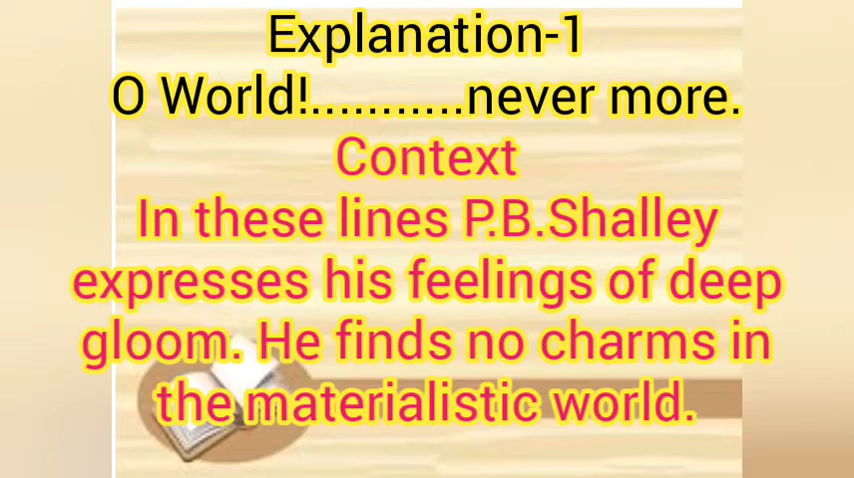 Explanation-1
O World!............never more.
Context
In these lines P.B.Shalley
expresses his feelings of deep
gloom. He finds no charms in
the materialistic world.